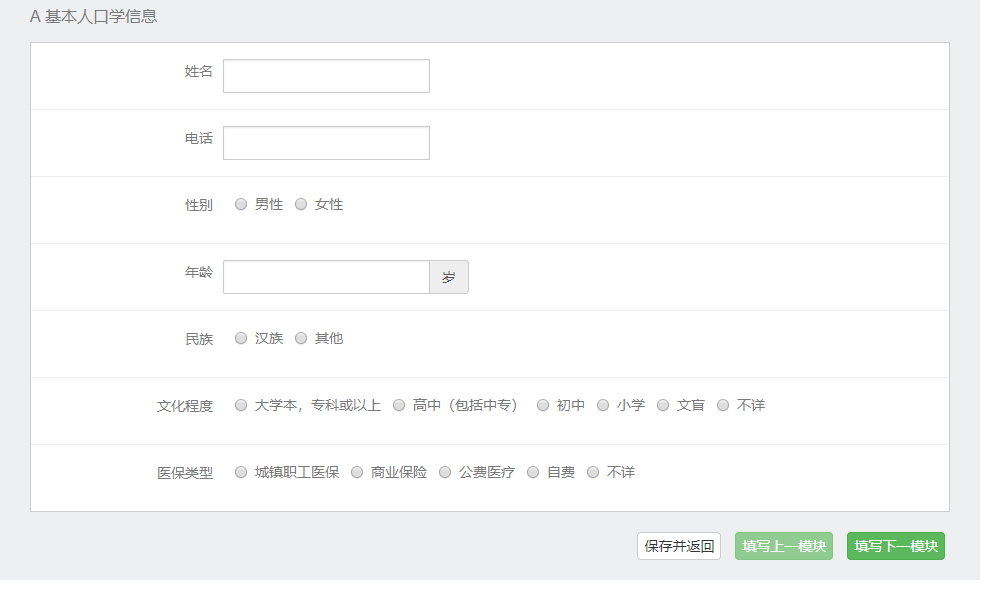 A 基本人口学信息
姓名
电话
性别 男性 女性
年龄 岁
民族 汉族 其他
文化程度 大学本，专科或以上 高中（包括中专） 初中 小学 文盲 不详
医保类型 城镇职工医保 商业保险 公费医疗 自费 不详
保存并返回 填写上一模块 填写下一模块